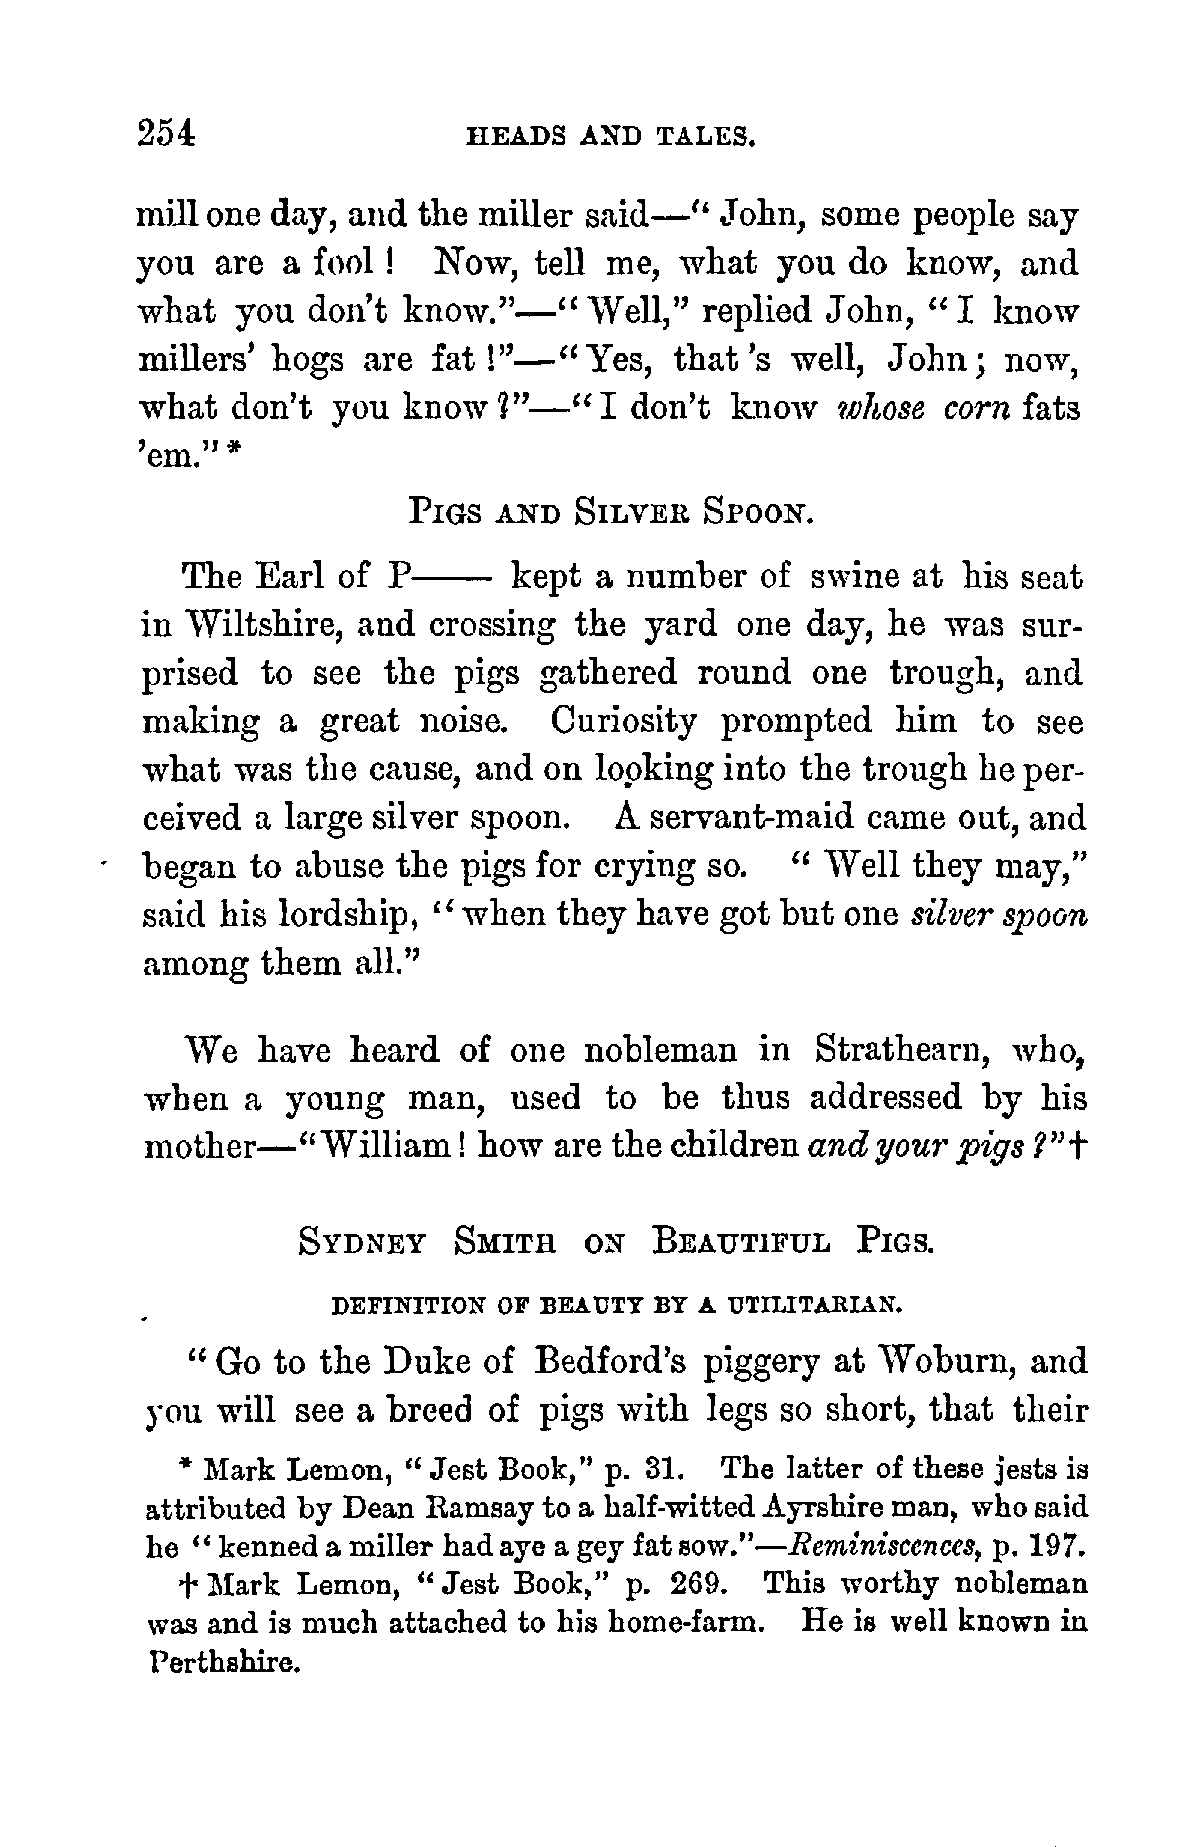 254 HEADS AND TALES.
mill one day, and the miller said—“ John, some people say
you are a fool ! Now, tell me, what you do know, and
what you don’t know.”—“ Well,” replied John, “ I know
millers’ hogs are fat !”—“ Yes, that ’s well, John ; now,
what don’t you know ?”—“ I don’t know whose corn fats
’em.” *
PIGS AND SILVER SPOON.
The Earl of P—— kept a number of swine at his seat
in Wiltshire, and crossing the yard one day, he was sur-
prised to see the pigs gathered round one trough, and
making a great noise. Curiosity prompted him to see
what was the cause, and on looking into the trough he per-
ceived a large silver spoon. A servant-maid came out, and
began to abuse the pigs for crying so. “ Well they may,”
said his lordship, “ when they have got but one silver spoon
among them all.”
We have heard of one nobleman in Strathearn, who,
when a young man, used to be thus addressed by his
mother—“ William ! how are the children and your pigs ?” †
SYDNEY SMITH ON BEAUTIFUL PIGS.
DEFINITION OF BEAUTY BY A UTILITARIAN.
“ Go to the Duke of Bedford’s piggery at Woburn, and
you will see a breed of pigs with legs so short, that their
* Mark Lemon, “ Jest Book,” p. 31. The latter of these jests is
attributed by Dean Ramsay to a half-witted Ayrshire man, who said
he “ kenned a miller had aye a gey fat sow.”—Reminiscences, p. 197.
† Mark Lemon, “ Jest Book,” p. 269. This worthy nobleman
was and is much attached to his home-farm. He is well known in
Perthshire.